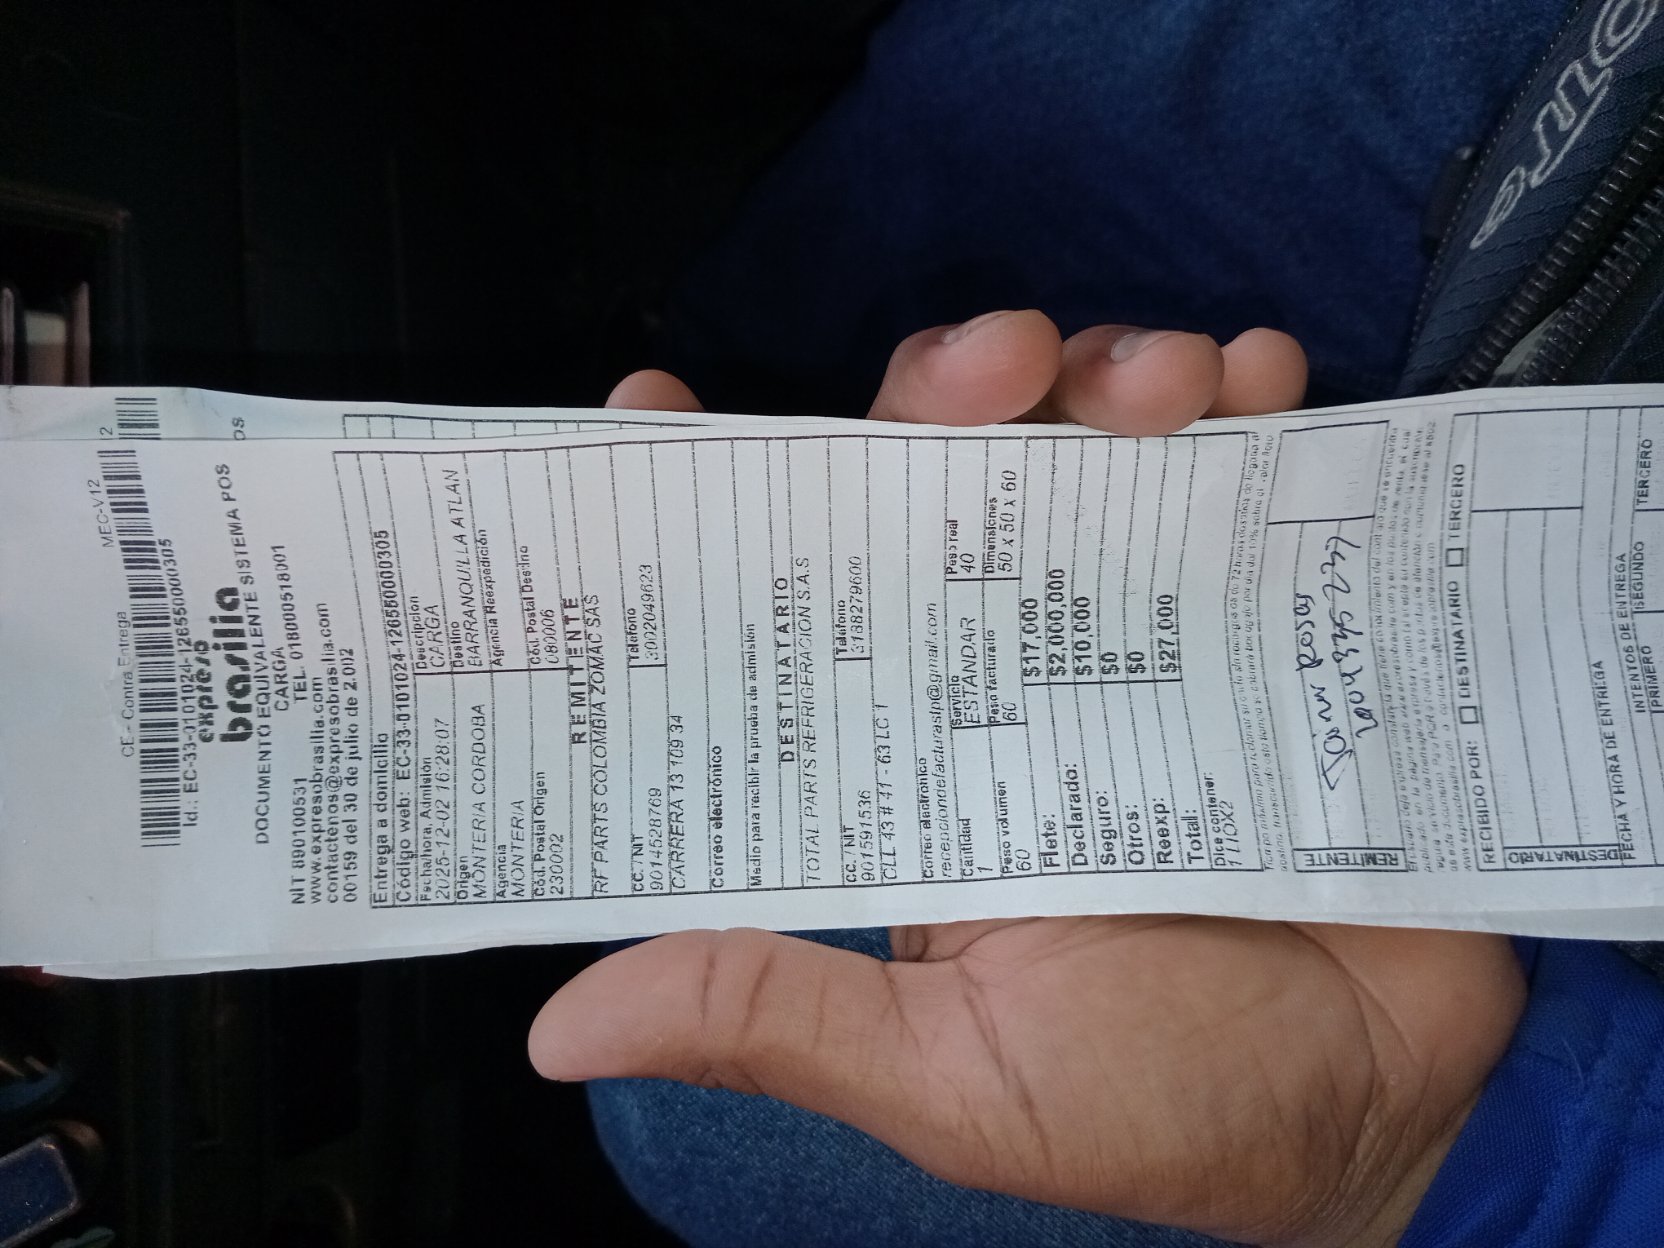 MEC-V12
2
CE - Contra Entrega
Id.: EC-33-0101024-1265500000305
expreso
brasilia
DOCUMENTO EQUIVALENTE SISTEMA POS
OS
CARGA
NIT 890100531 TEL. 018000518001
www.expresobrasilia.com
contactenos@expresobrasilia.com
00159 del 30 de julio de 2.002
Entrega a domicilio
Código web: EC-33-0101024-1265500000305
Fecha/hora. Admisión Descripción
2025-12-02 16:28:07 CARGA
Origen Destino
MONTERIA CORDOBA BARRANQUILLA ATLAN
Agencia Agencia Reexpedición
MONTERIA
Cód. Postal Origen Cód. Postal Destino
230002 080006
REMITENTE
RF PARTS COLOMBIA ZOMAC SAS
CC. / NIT Teléfono
9014528769 3002049623
CARRERA 13 109 34
Correo electrónico
Medio para recibir la prueba de admisión
DESTINATARIO
TOTAL PARTS REFRIGERACION S.A.S
CC. / NIT Teléfono
901591536 3188279600
CLL 43 # 41 - 63 LC 1
Correo electrónico
recepciondefacturastp@gmail.com
Cantidad Servicio Peso real
1 ESTANDAR 40
Peso volumen Peso facturado Dimensiones
60 60 50 x 50 x 60
Flete: $17,000
Declarado: $2,000,000
Seguro: $10,000
Otros: $0
Reexp: $0
Total: $27,000
Dice contener:
REMITENTE
RECIBIDO POR: DESTINATARIO TERCERO
DESTINATARIO
FECHA Y HORA DE ENTREGA
INTENTOS DE ENTREGA
PRIMERO SEGUNDO TERCERO